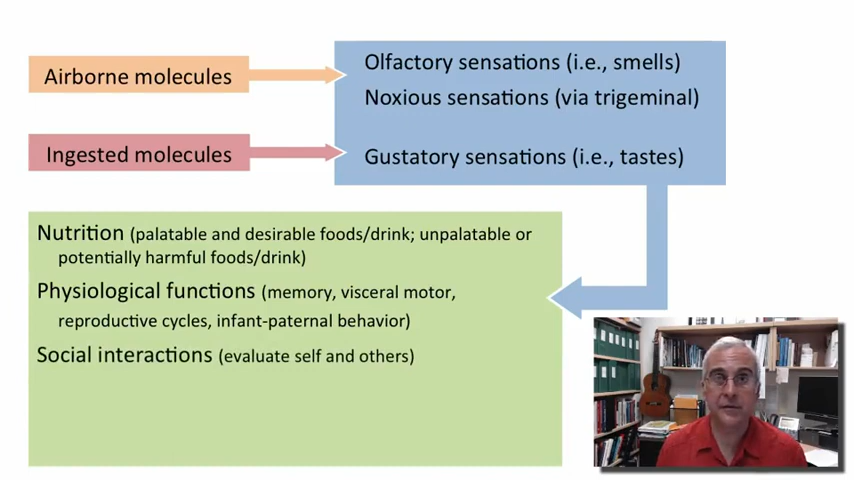 Airborne molecules
Olfactory sensations (i.e., smells)
Noxious sensations (via trigeminal)
Ingested molecules
Gustatory sensations (i.e., tastes)
Nutrition (palatable and desirable foods/drink; unpalatable or
potentially harmful foods/drink)
Physiological functions (memory, visceral motor,
reproductive cycles, infant-paternal behavior)
Social interactions (evaluate self and others)